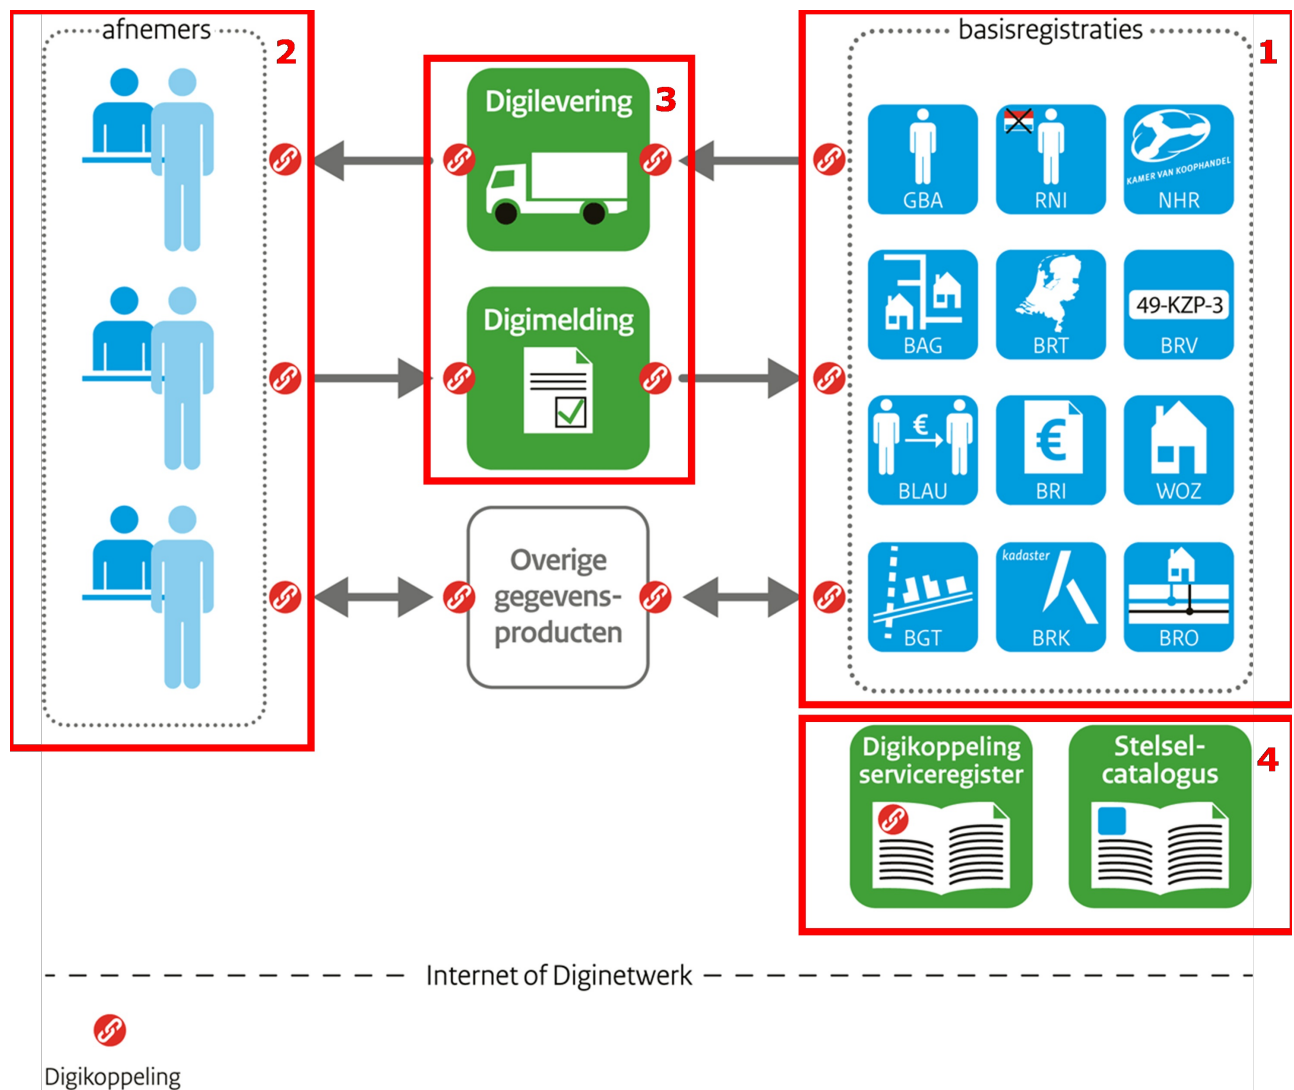 afnemers
2
Digilevering
3
Digimelding
Overige
gegevens-
producten
basisregistraties
1
GBA
RNI
KAMER VAN KOOPHANDEL
NHR
BAG
BRT
49-KZP-3
BRV
€
BLAU
€
BRI
WOZ
BGT
kadaster
BRK
BRO
Digikoppeling
serviceregister
Stelsel-
catalogus
4
Internet of Diginetwerk
Digikoppeling